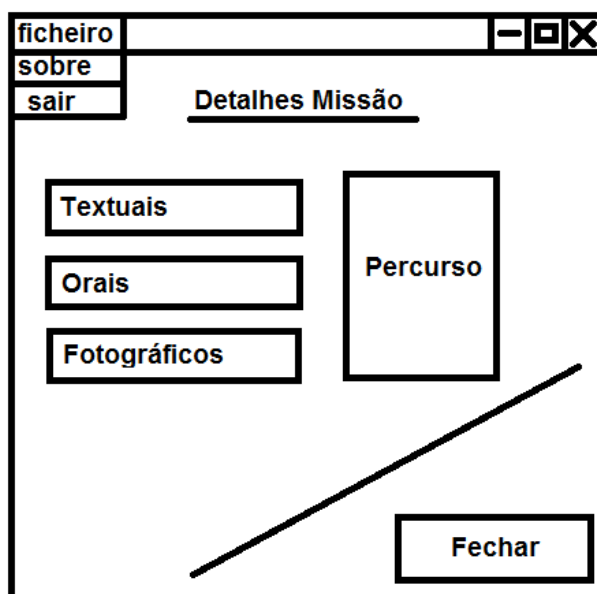 ficheiro
sobre
sair
Detalhes Missão
Textuais
Orais
Fotográficos
Percurso
Fechar